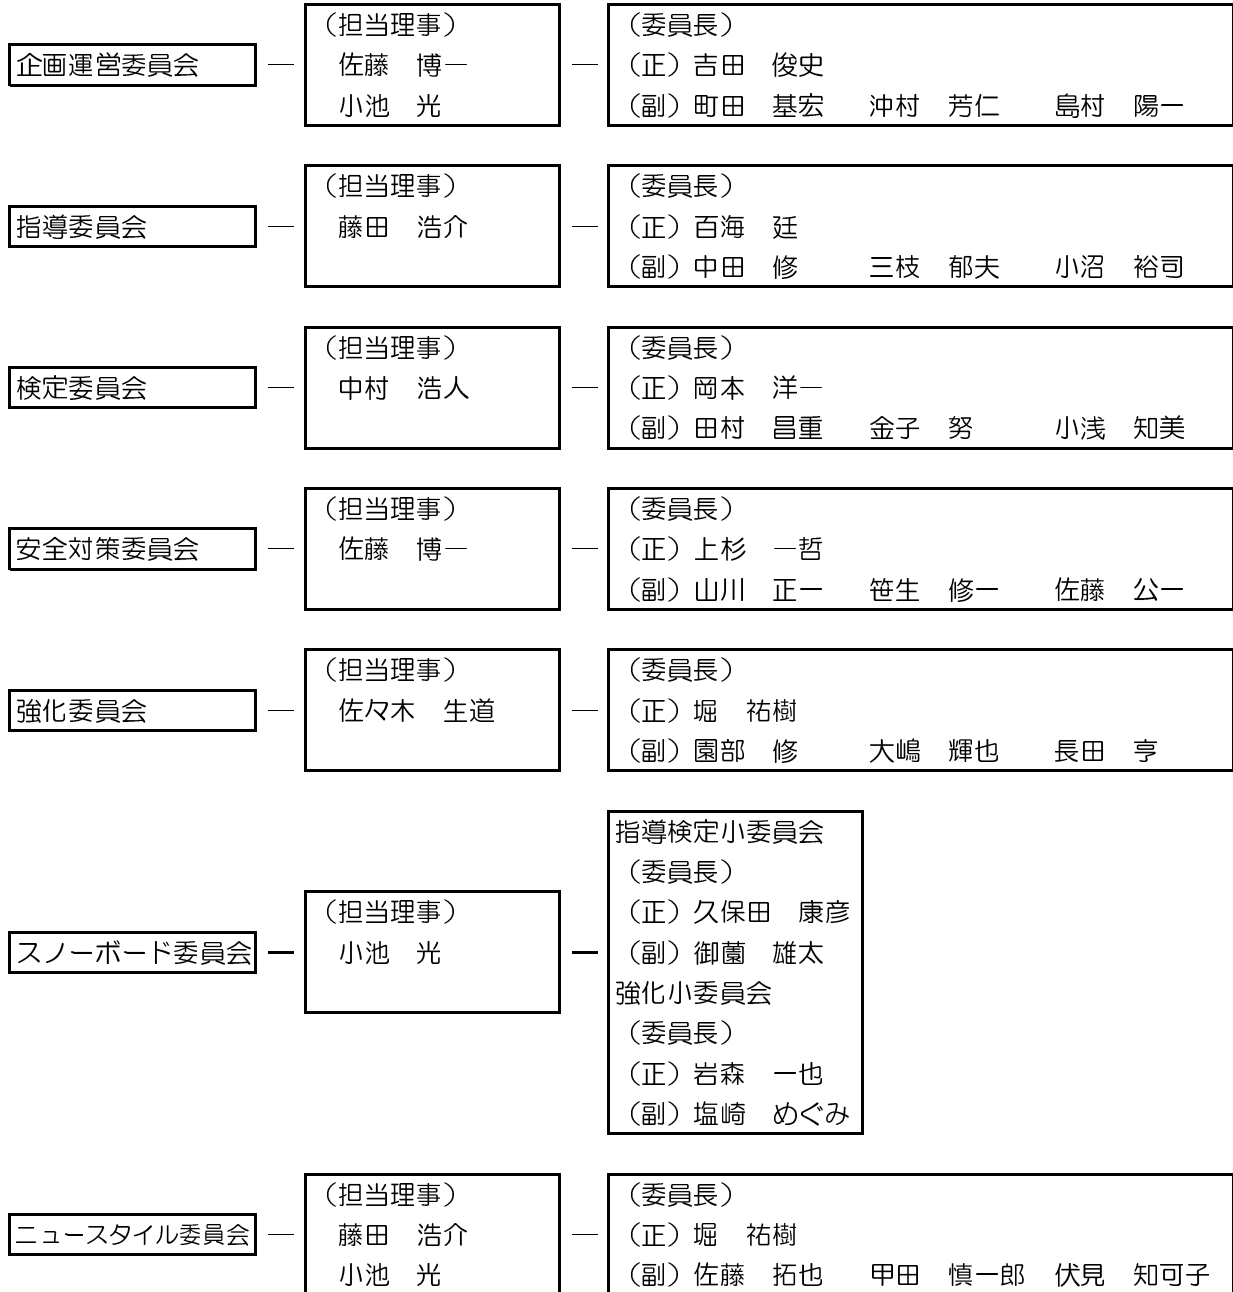 企画運営委員会
（担当理事）
佐藤　博一
小池　光
（委員長）
（正）吉田　俊史
（副）町田　基宏　沖村　芳仁　島村　陽一
指導委員会
（担当理事）
藤田　浩介
（委員長）
（正）百海　廷
（副）中田　修　三枝　郁夫　小沼　裕司
検定委員会
（担当理事）
中村　浩人
（委員長）
（正）岡本　洋一
（副）田村　昌重　金子　努　小浅　知美
安全対策委員会
（担当理事）
佐藤　博一
（委員長）
（正）上杉　一哲
（副）山川　正一　笹生　修一　佐藤　公一
強化委員会
（担当理事）
佐々木　生道
（委員長）
（正）堀　祐樹
（副）園部　修　大嶋　輝也　長田　亨
スノーボード委員会
（担当理事）
小池　光
指導検定小委員会
（委員長）
（正）久保田　康彦
（副）御薗　雄太
強化小委員会
（委員長）
（正）岩森　一也
（副）塩崎　めぐみ
ニュースタイル委員会
（担当理事）
藤田　浩介
小池　光
（委員長）
（正）堀　祐樹
（副）佐藤　拓也　甲田　慎一郎　伏見　知可子